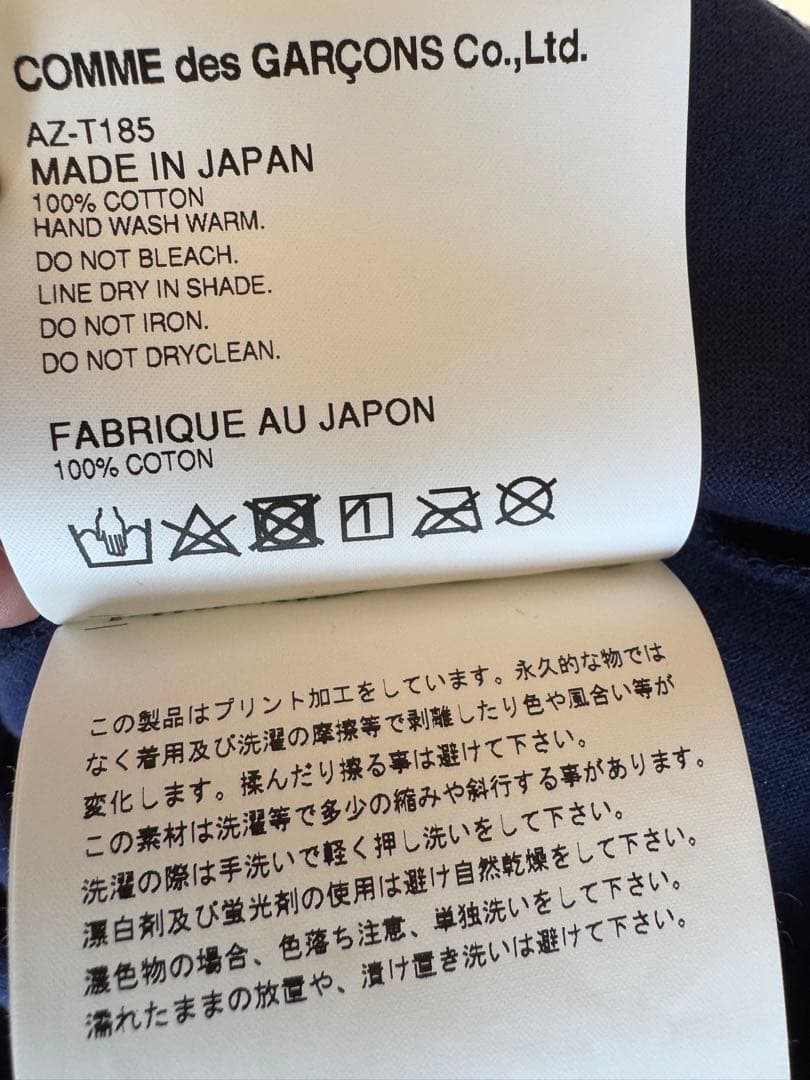 COMME des GARÇONS Co.,Ltd.
AZ-T185
MADE IN JAPAN
100% COTTON
HAND WASH WARM.
DO NOT BLEACH.
LINE DRY IN SHADE.
DO NOT IRON.
DO NOT DRYCLEAN.
FABRIQUE AU JAPON
100% COTON
この製品はプリント加工をしています。永久的な物では
なく着用及び洗濯の摩擦等で剥離したり色や風合い等が
変化します。揉んだり擦る事は避けて下さい。
この素材は洗濯等で多少の縮みや斜行する事があります。
洗濯の際は手洗いで軽く押し洗いをして下さい。
漂白剤及び蛍光剤の使用は避け自然乾燥をして下さい。
濃色物の場合、色落ち注意、単独洗いをして下さい。
濡れたままの放置や、漬け置き洗いは避けて下さい。